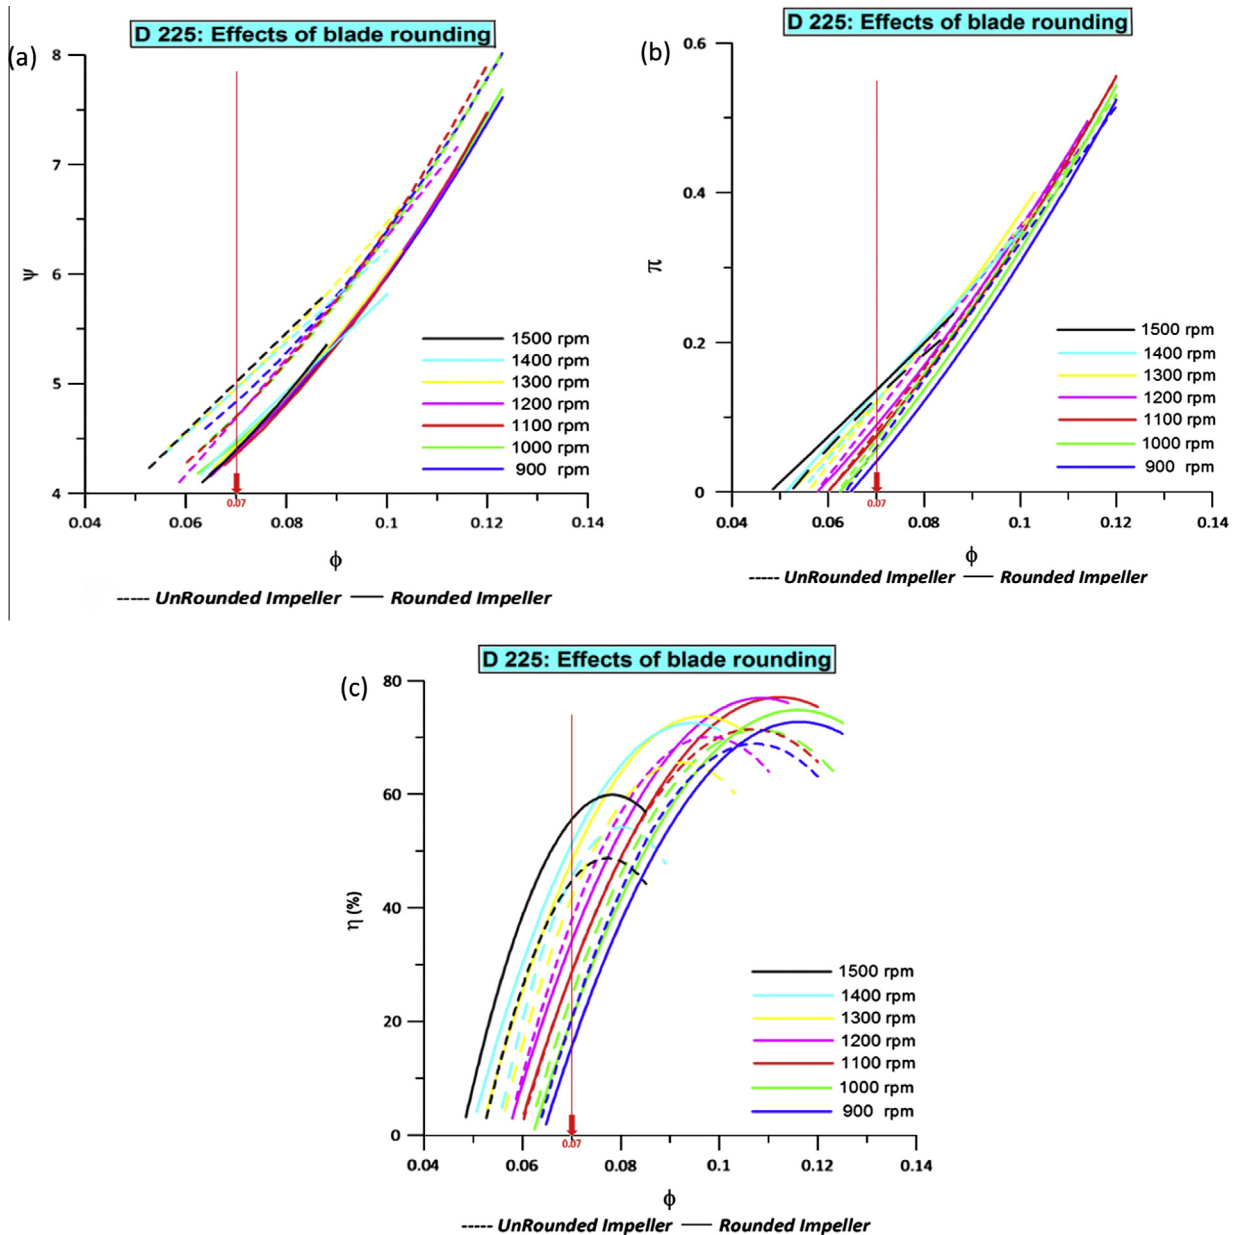 (a)
D 225: Effects of blade rounding
8
7
6
5
4
ψ
0.04
0.06
0.08
0.1
0.12
0.14
0.07
ϕ
1500 rpm
1400 rpm
1300 rpm
1200 rpm
1100 rpm
1000 rpm
900 rpm
----- UnRounded Impeller — Rounded Impeller
(b)
D 225: Effects of blade rounding
0.6
0.4
0.2
0
π
0.04
0.06
0.08
0.1
0.12
0.14
0.07
ϕ
1500 rpm
1400 rpm
1300 rpm
1200 rpm
1100 rpm
1000 rpm
900 rpm
----- UnRounded Impeller — Rounded Impeller
(c)
D 225: Effects of blade rounding
80
60
40
20
0
η (%)
0.04
0.06
0.08
0.1
0.12
0.14
0.07
ϕ
1500 rpm
1400 rpm
1300 rpm
1200 rpm
1100 rpm
1000 rpm
900 rpm
----- UnRounded Impeller — Rounded Impeller